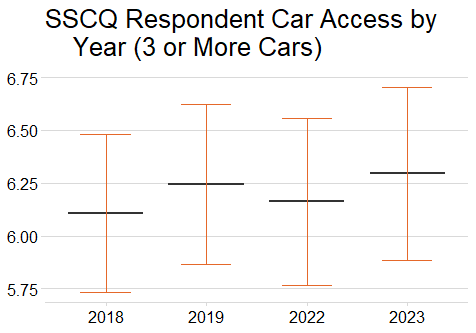 SSCQ Respondent Car Access by
Year (3 or More Cars)
6.75
6.50
6.25
6.00
5.75
2018 2019 2022 2023